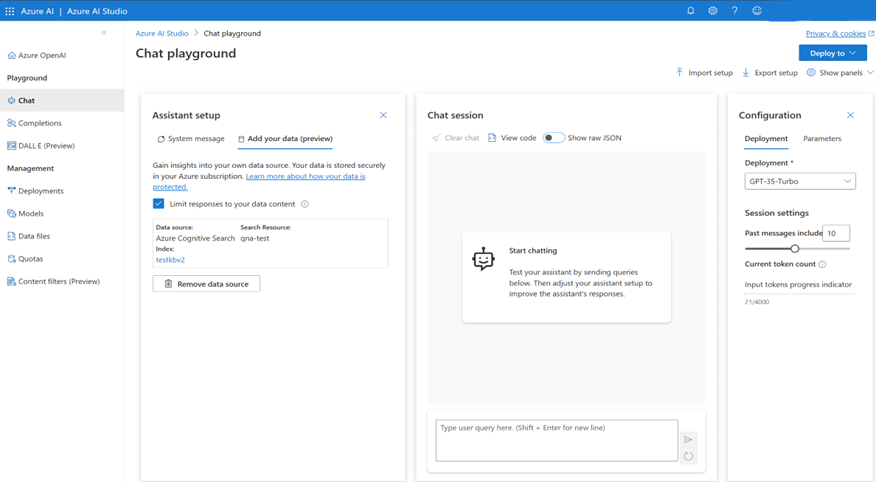 Azure AI | Azure AI Studio
Azure AI Studio > Chat playground
Privacy & cookies
Chat playground
Deploy to
Import setup
Export setup
Show panels
Azure OpenAI
Playground
Chat
Completions
DALL·E (Preview)
Management
Deployments
Models
Data files
Quotas
Content filters (Preview)
Assistant setup
System message
Add your data (preview)
Gain insights into your own data source. Your data is stored securely
in your Azure subscription. Learn more about how your data is
protected.
Limit responses to your data content
Data source:
Azure Cognitive Search
Search Resource:
qna-test
Index:
testkbv2
Remove data source
Chat session
Clear chat
View code
Show raw JSON
Start chatting
Test your assistant by sending queries
below. Then adjust your assistant setup to
improve the assistant's responses.
Type user query here. (Shift + Enter for new line)
Configuration
Deployment
Parameters
Deployment *
GPT-35-Turbo
Session settings
Past messages include
10
Current token count
Input tokens progress indicator
21/4000